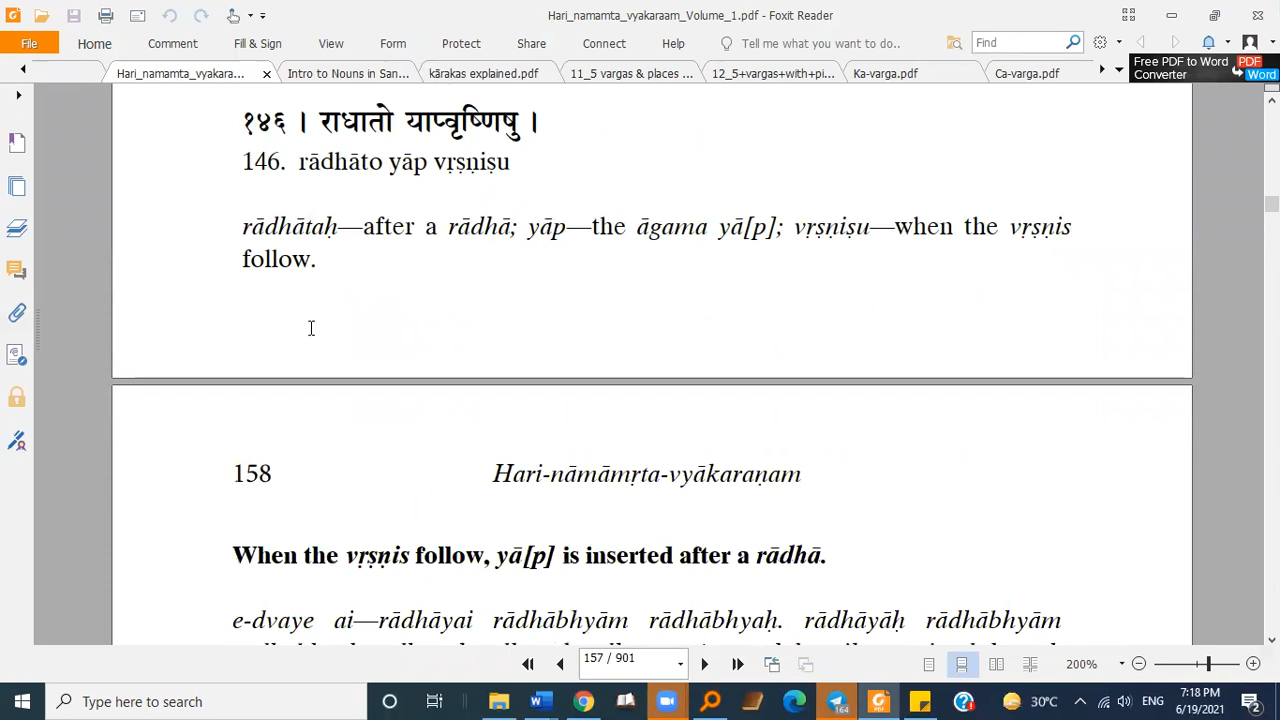 Hari_namamta_vyakaraam_Volume_1.pdf - Foxit Reader
File Home Comment Fill & Sign View Form Protect Share Connect Help Tell me what you want to do.. Find
Hari_namamta_vyakara... Intro to Nouns in San... kārakas explained.pdf 11_5 vargas & places ... 12_5+vargas+with+pi... Ka-varga.pdf Ca-varga.pdf
Free PDF to Word
Converter
PDF
Word
१४६ । राधातो याप्वृष्णिषु ।
146. rādhāto yāp vṛṣṇiṣu
rādhātaḥ—after a rādhā; yāp—the āgama yā[p]; vṛṣṇiṣu—when the vṛṣṇis
follow.
158 Hari-nāmāmṛta-vyākaraṇam
When the vṛṣṇis follow, yā[p] is inserted after a rādhā.
e-dvaye ai—rādhāyai rādhābhyām rādhābhyaḥ. rādhāyāḥ rādhābhyām
157 / 901
200%
Type here to search
164
30°C
ENG
7:18 PM
6/19/2021
2